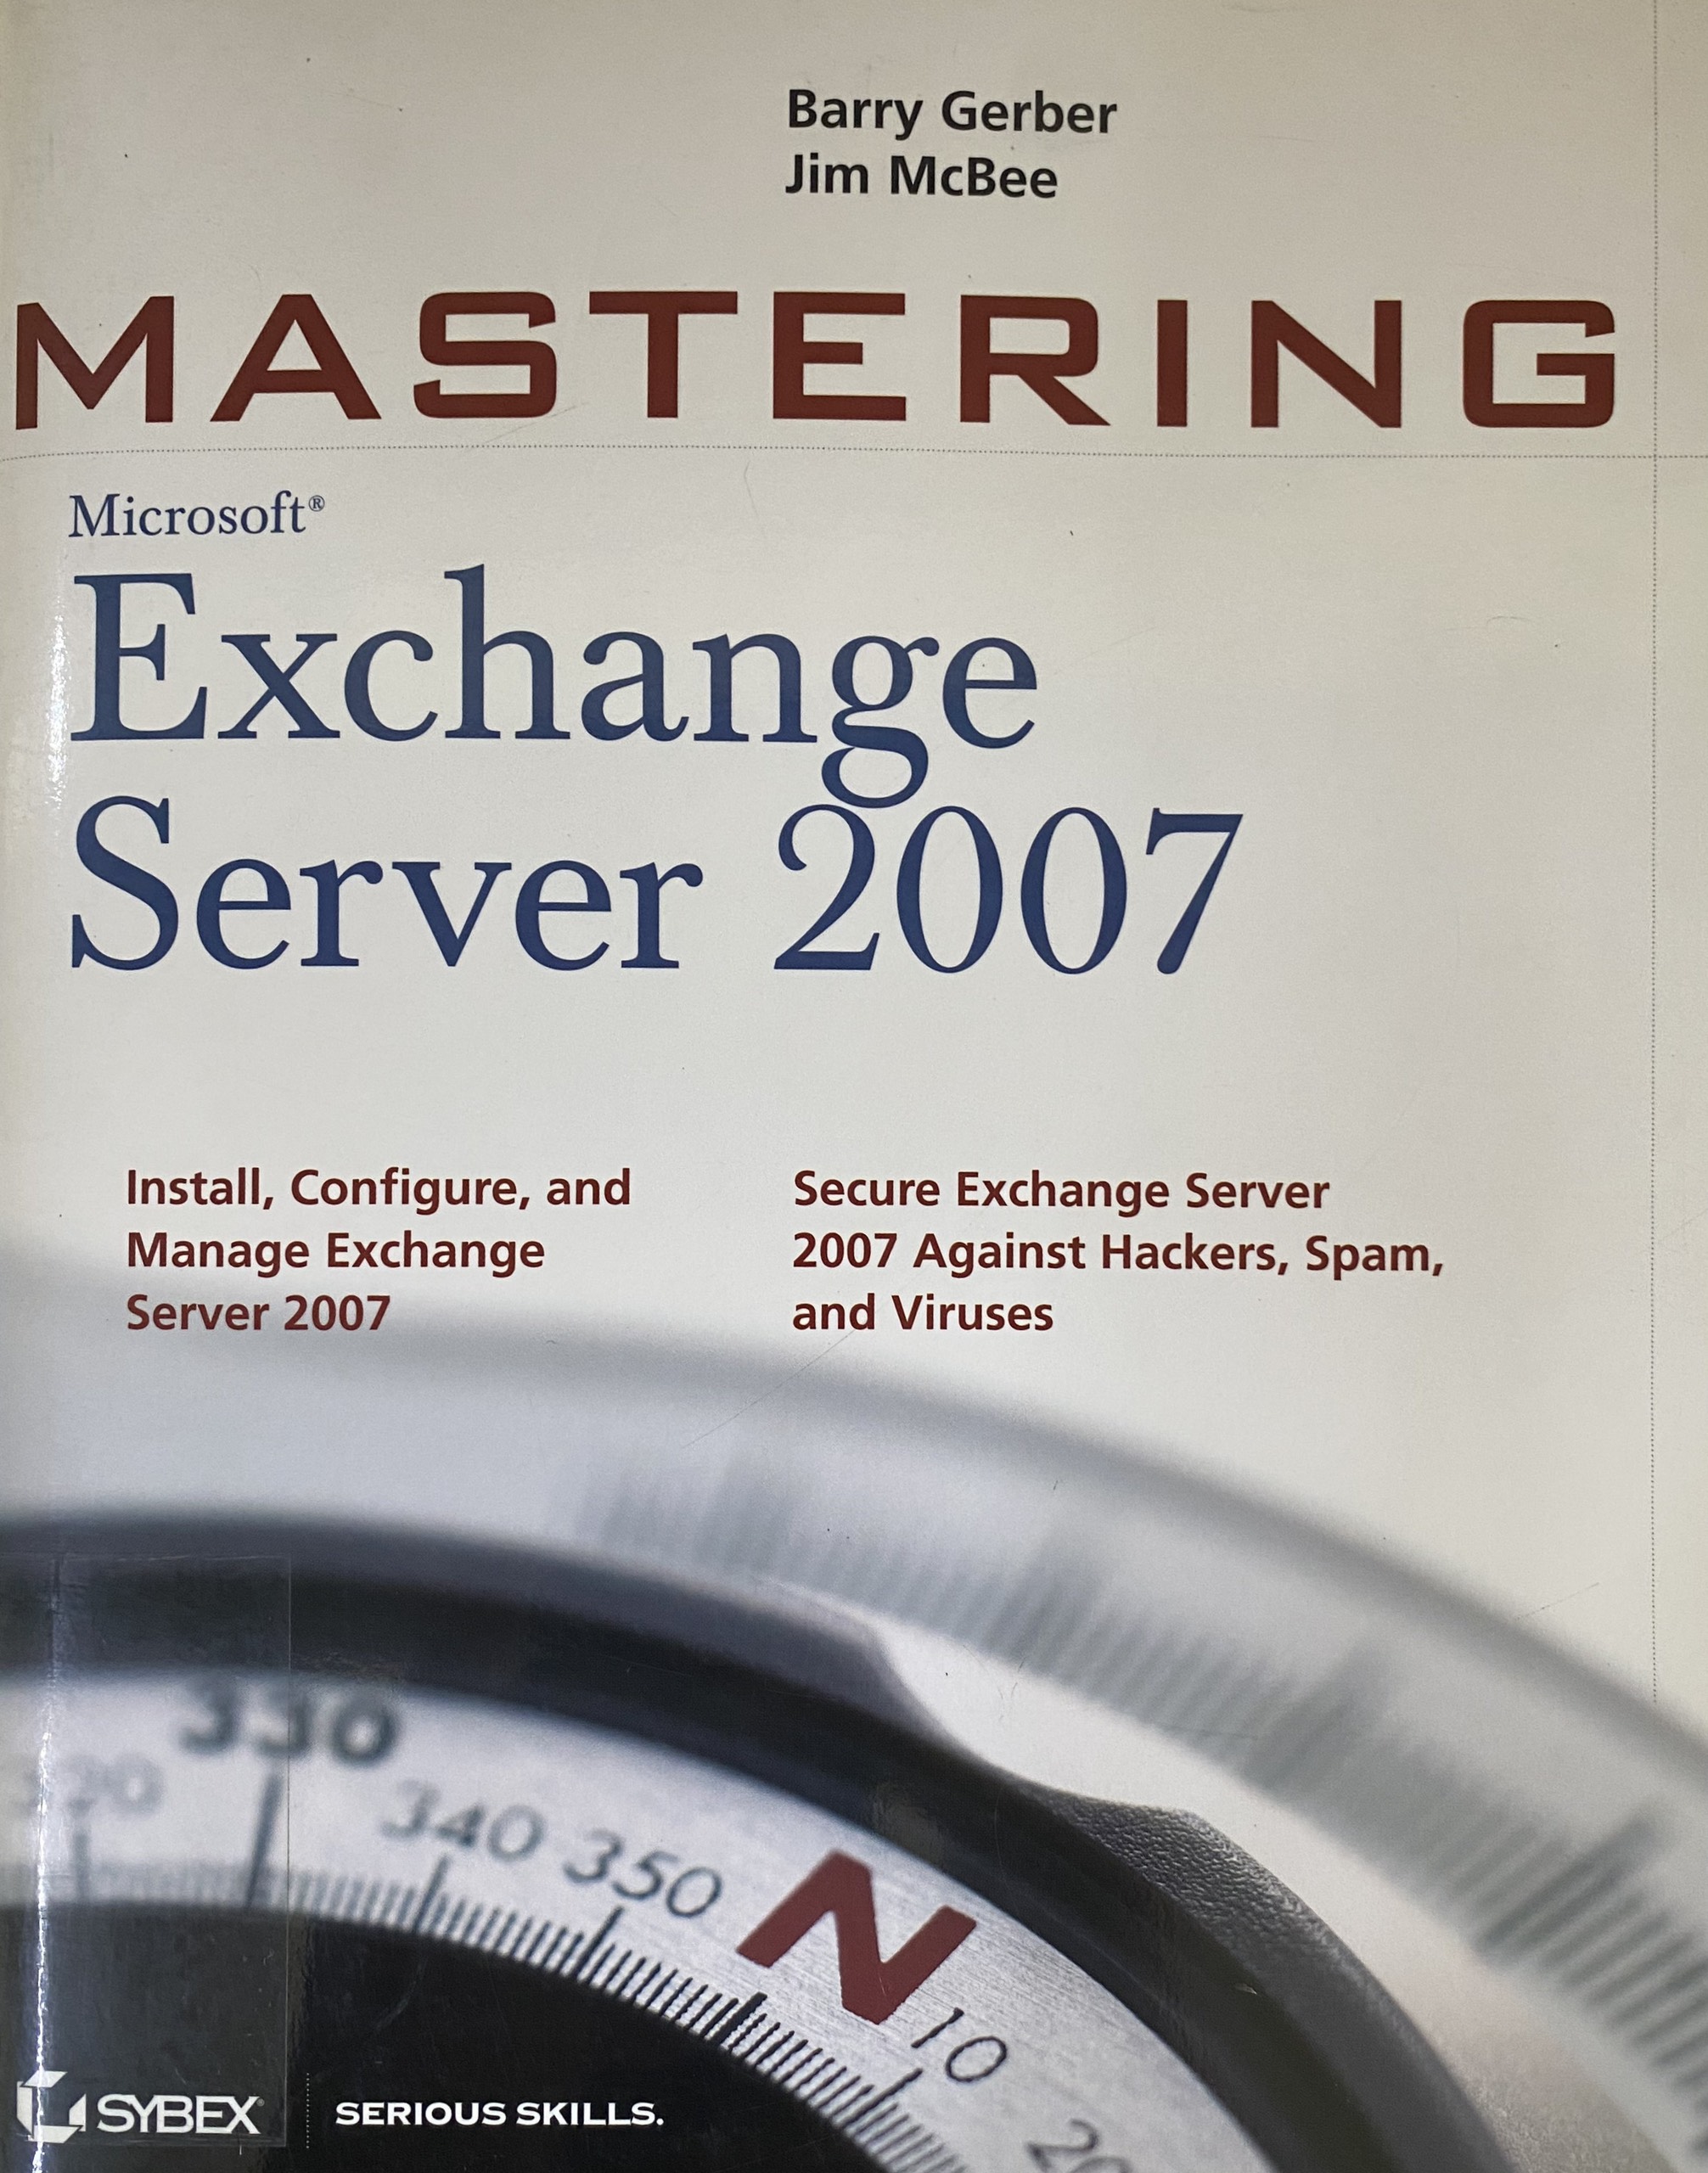 Barry Gerber
Jim McBee
MASTERING
Microsoft®
Exchange
Server 2007
Install, Configure, and
Manage Exchange
Server 2007
Secure Exchange Server
2007 Against Hackers, Spam,
and Viruses
330
340 350 N 10 20
SYBEX SERIOUS SKILLS.